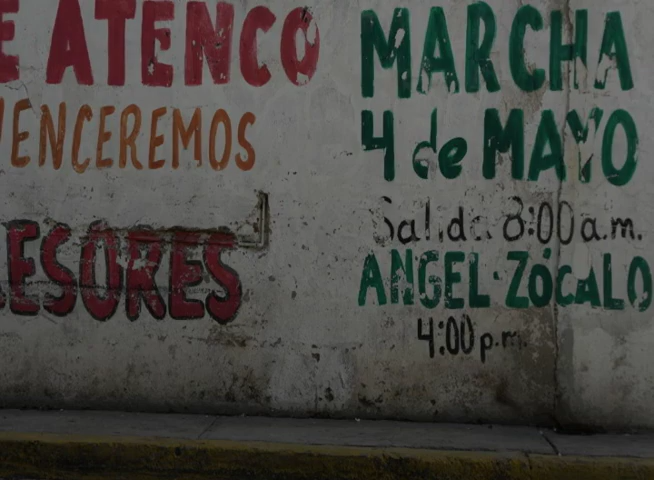 E ATENCO
VENCEREMOS
ESORES
MARCHA
4 de MAYO
Salida 8:00 a.m.
ANGEL-ZÓCALO
4:00 p.m.